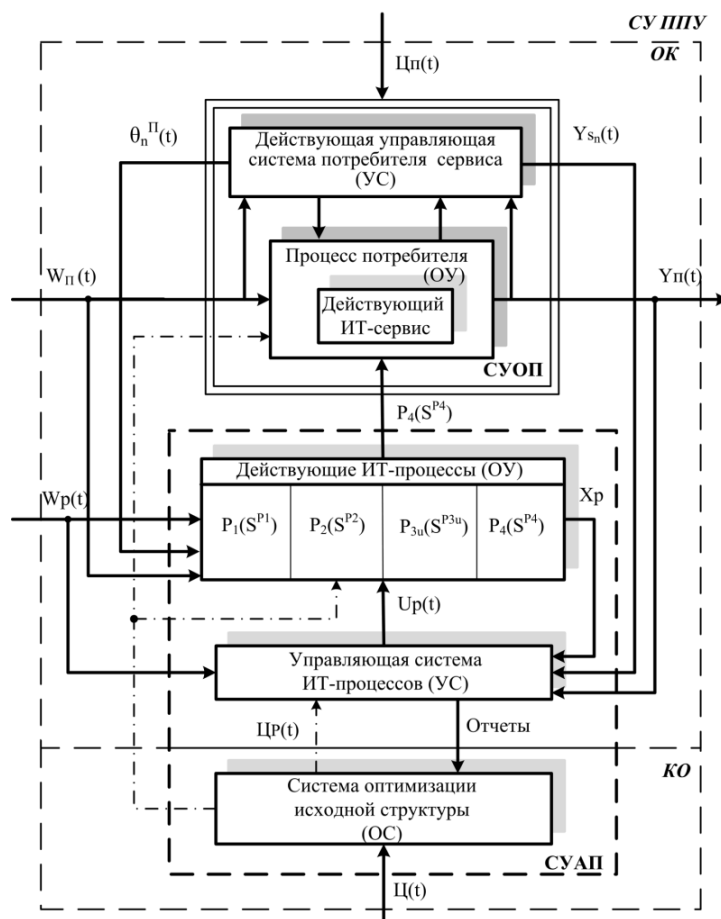 СУ ППУ
ОК
Цп(t)
θnП(t)
Действующая управляющая
система потребителя сервиса
(УС)
Ysn(t)
WП(t)
Процесс потребителя
(ОУ)
Действующий
ИТ-сервис
Yп(t)
СУОП
P4(SP4)
Действующие ИТ-процессы (ОУ)
Wp(t)
P1(SP1)
P2(SP2)
P3u(SP3u)
P4(SP4)
Xp
Up(t)
Управляющая система
ИТ-процессов (УС)
ЦР(t)
Отчеты
КО
Система оптимизации
исходной структуры
(ОС)
СУАП
Ц(t)